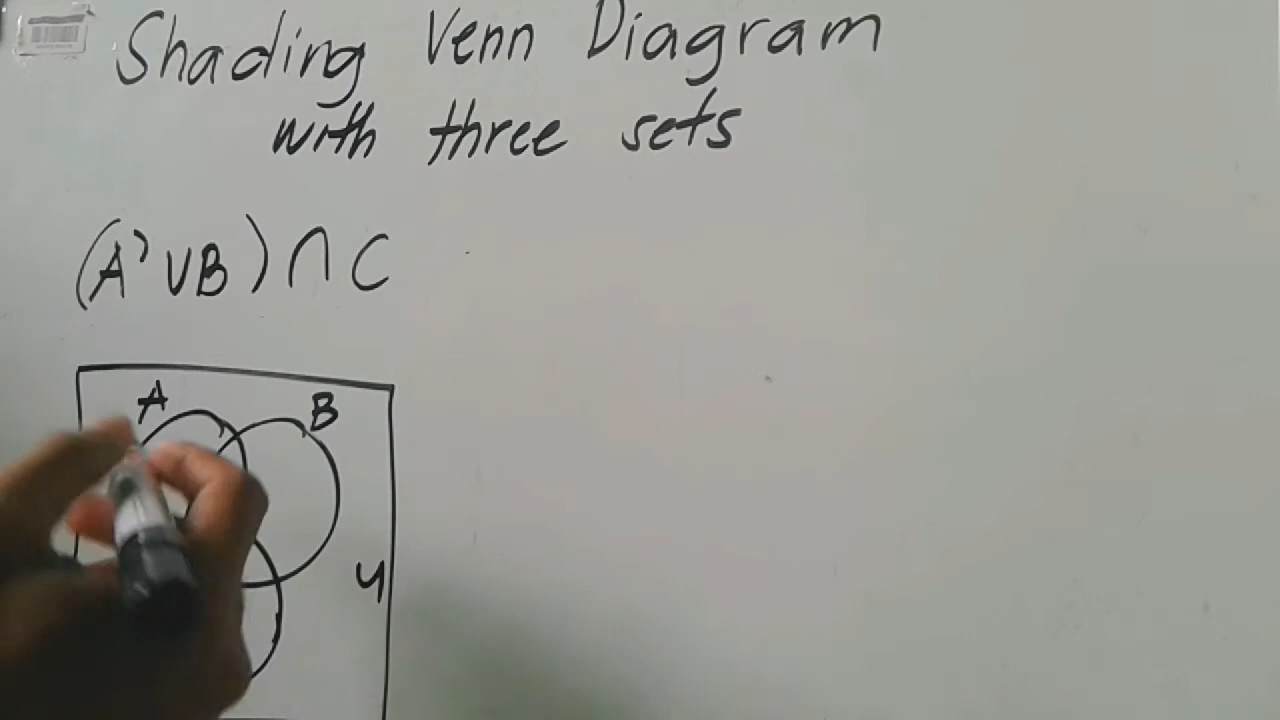 Shading Venn Diagram
with three sets
(A'∪B)∩C
A
B
U